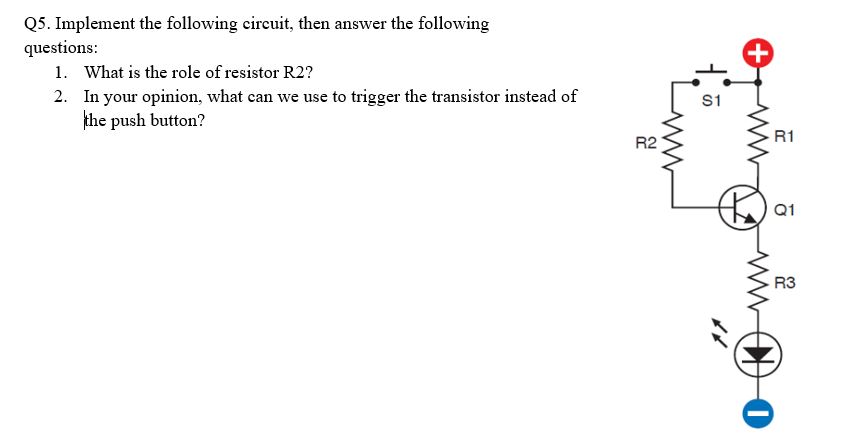 Q5. Implement the following circuit, then answer the following
questions:
1. What is the role of resistor R2?
2. In your opinion, what can we use to trigger the transistor instead of
the push button?
+
S1
R1
R2
Q1
R3
−